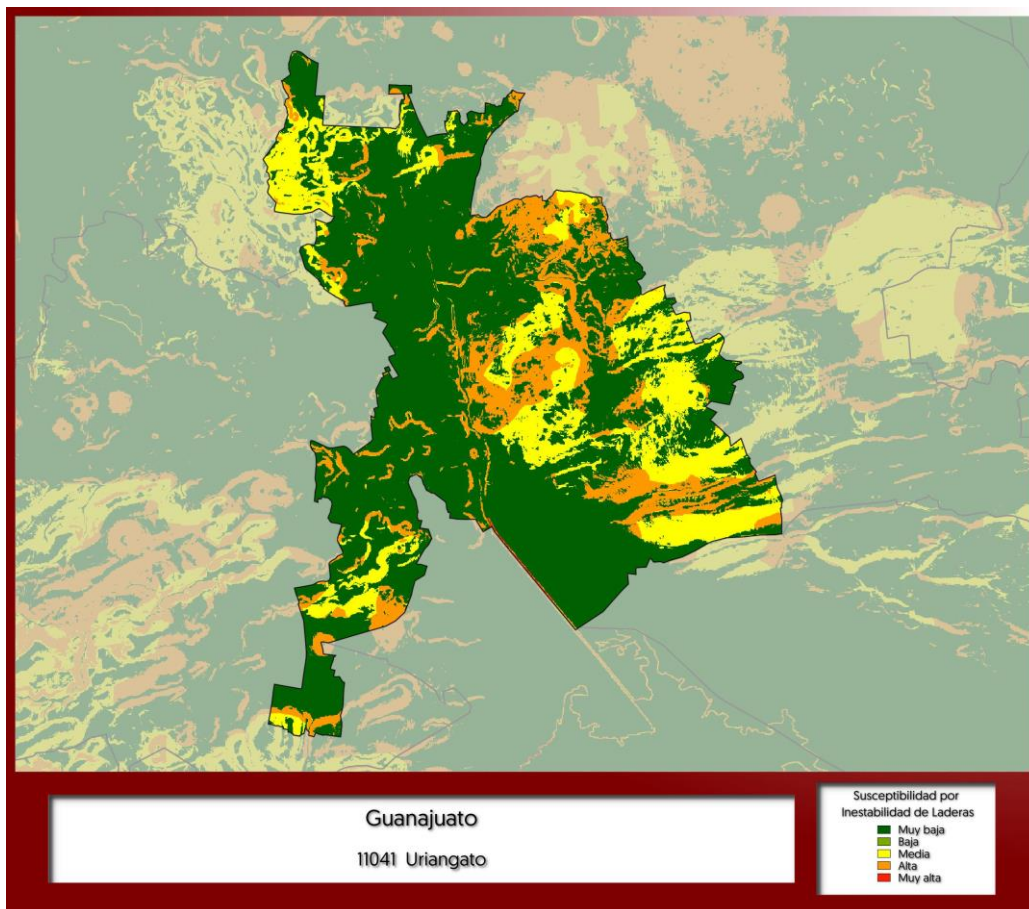 Guanajuato
11041 Uriangato
Susceptibilidad por
Inestabilidad de Laderas
Muy baja
Baja
Media
Alta
Muy alta